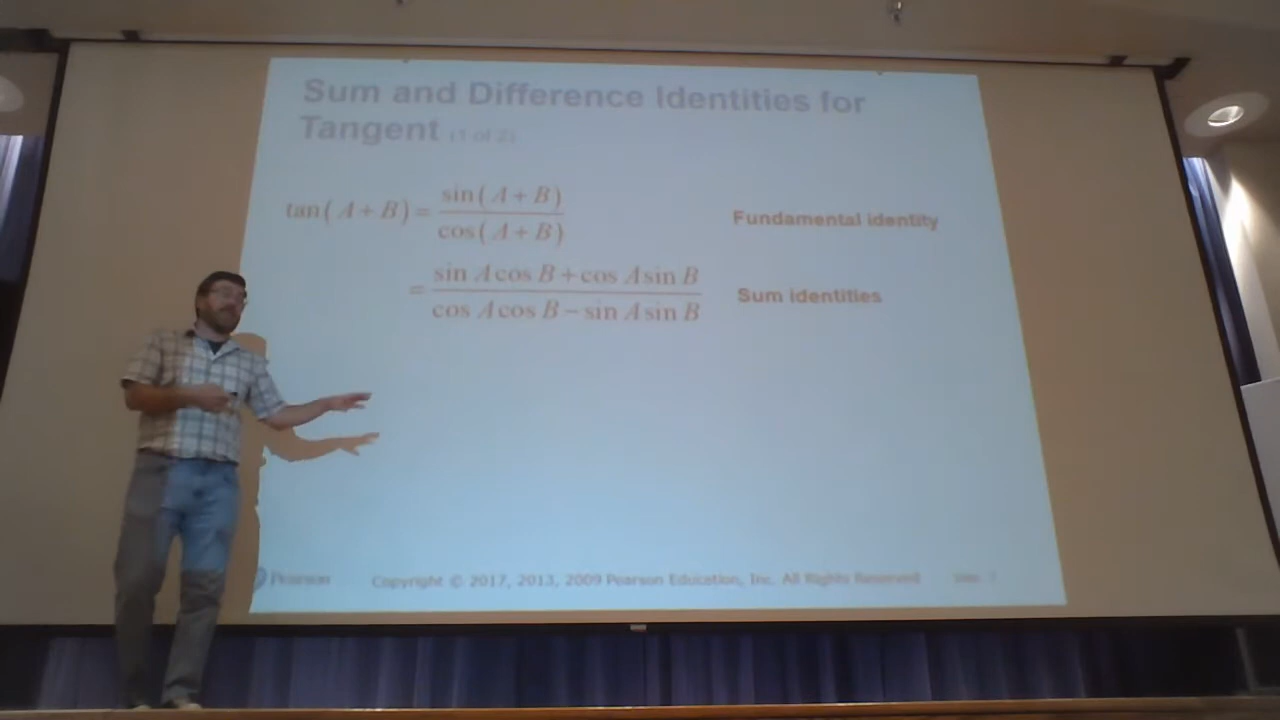 Sum and Difference Identities for
Tangent (1 of 2)
tan(A + B) = sin(A + B) / cos(A + B) Fundamental identity
= sin A cos B + cos A sin B / cos A cos B − sin A sin B Sum identities
Pearson Copyright © 2017, 2013, 2009 Pearson Education, Inc. All Rights Reserved